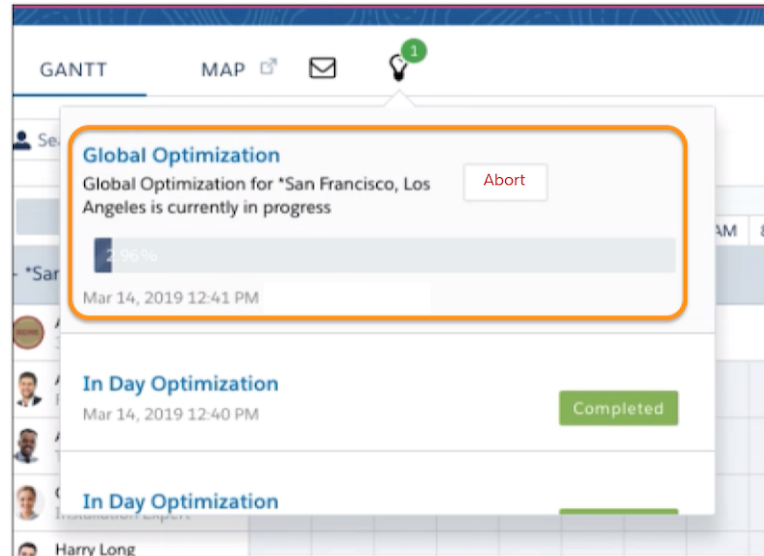 GANTT
MAP
1
Global Optimization
Global Optimization for *San Francisco, Los
Angeles is currently in progress
Abort
2.96%
Mar 14, 2019 12:41 PM
In Day Optimization
Mar 14, 2019 12:40 PM
Completed
In Day Optimization
Harry Long